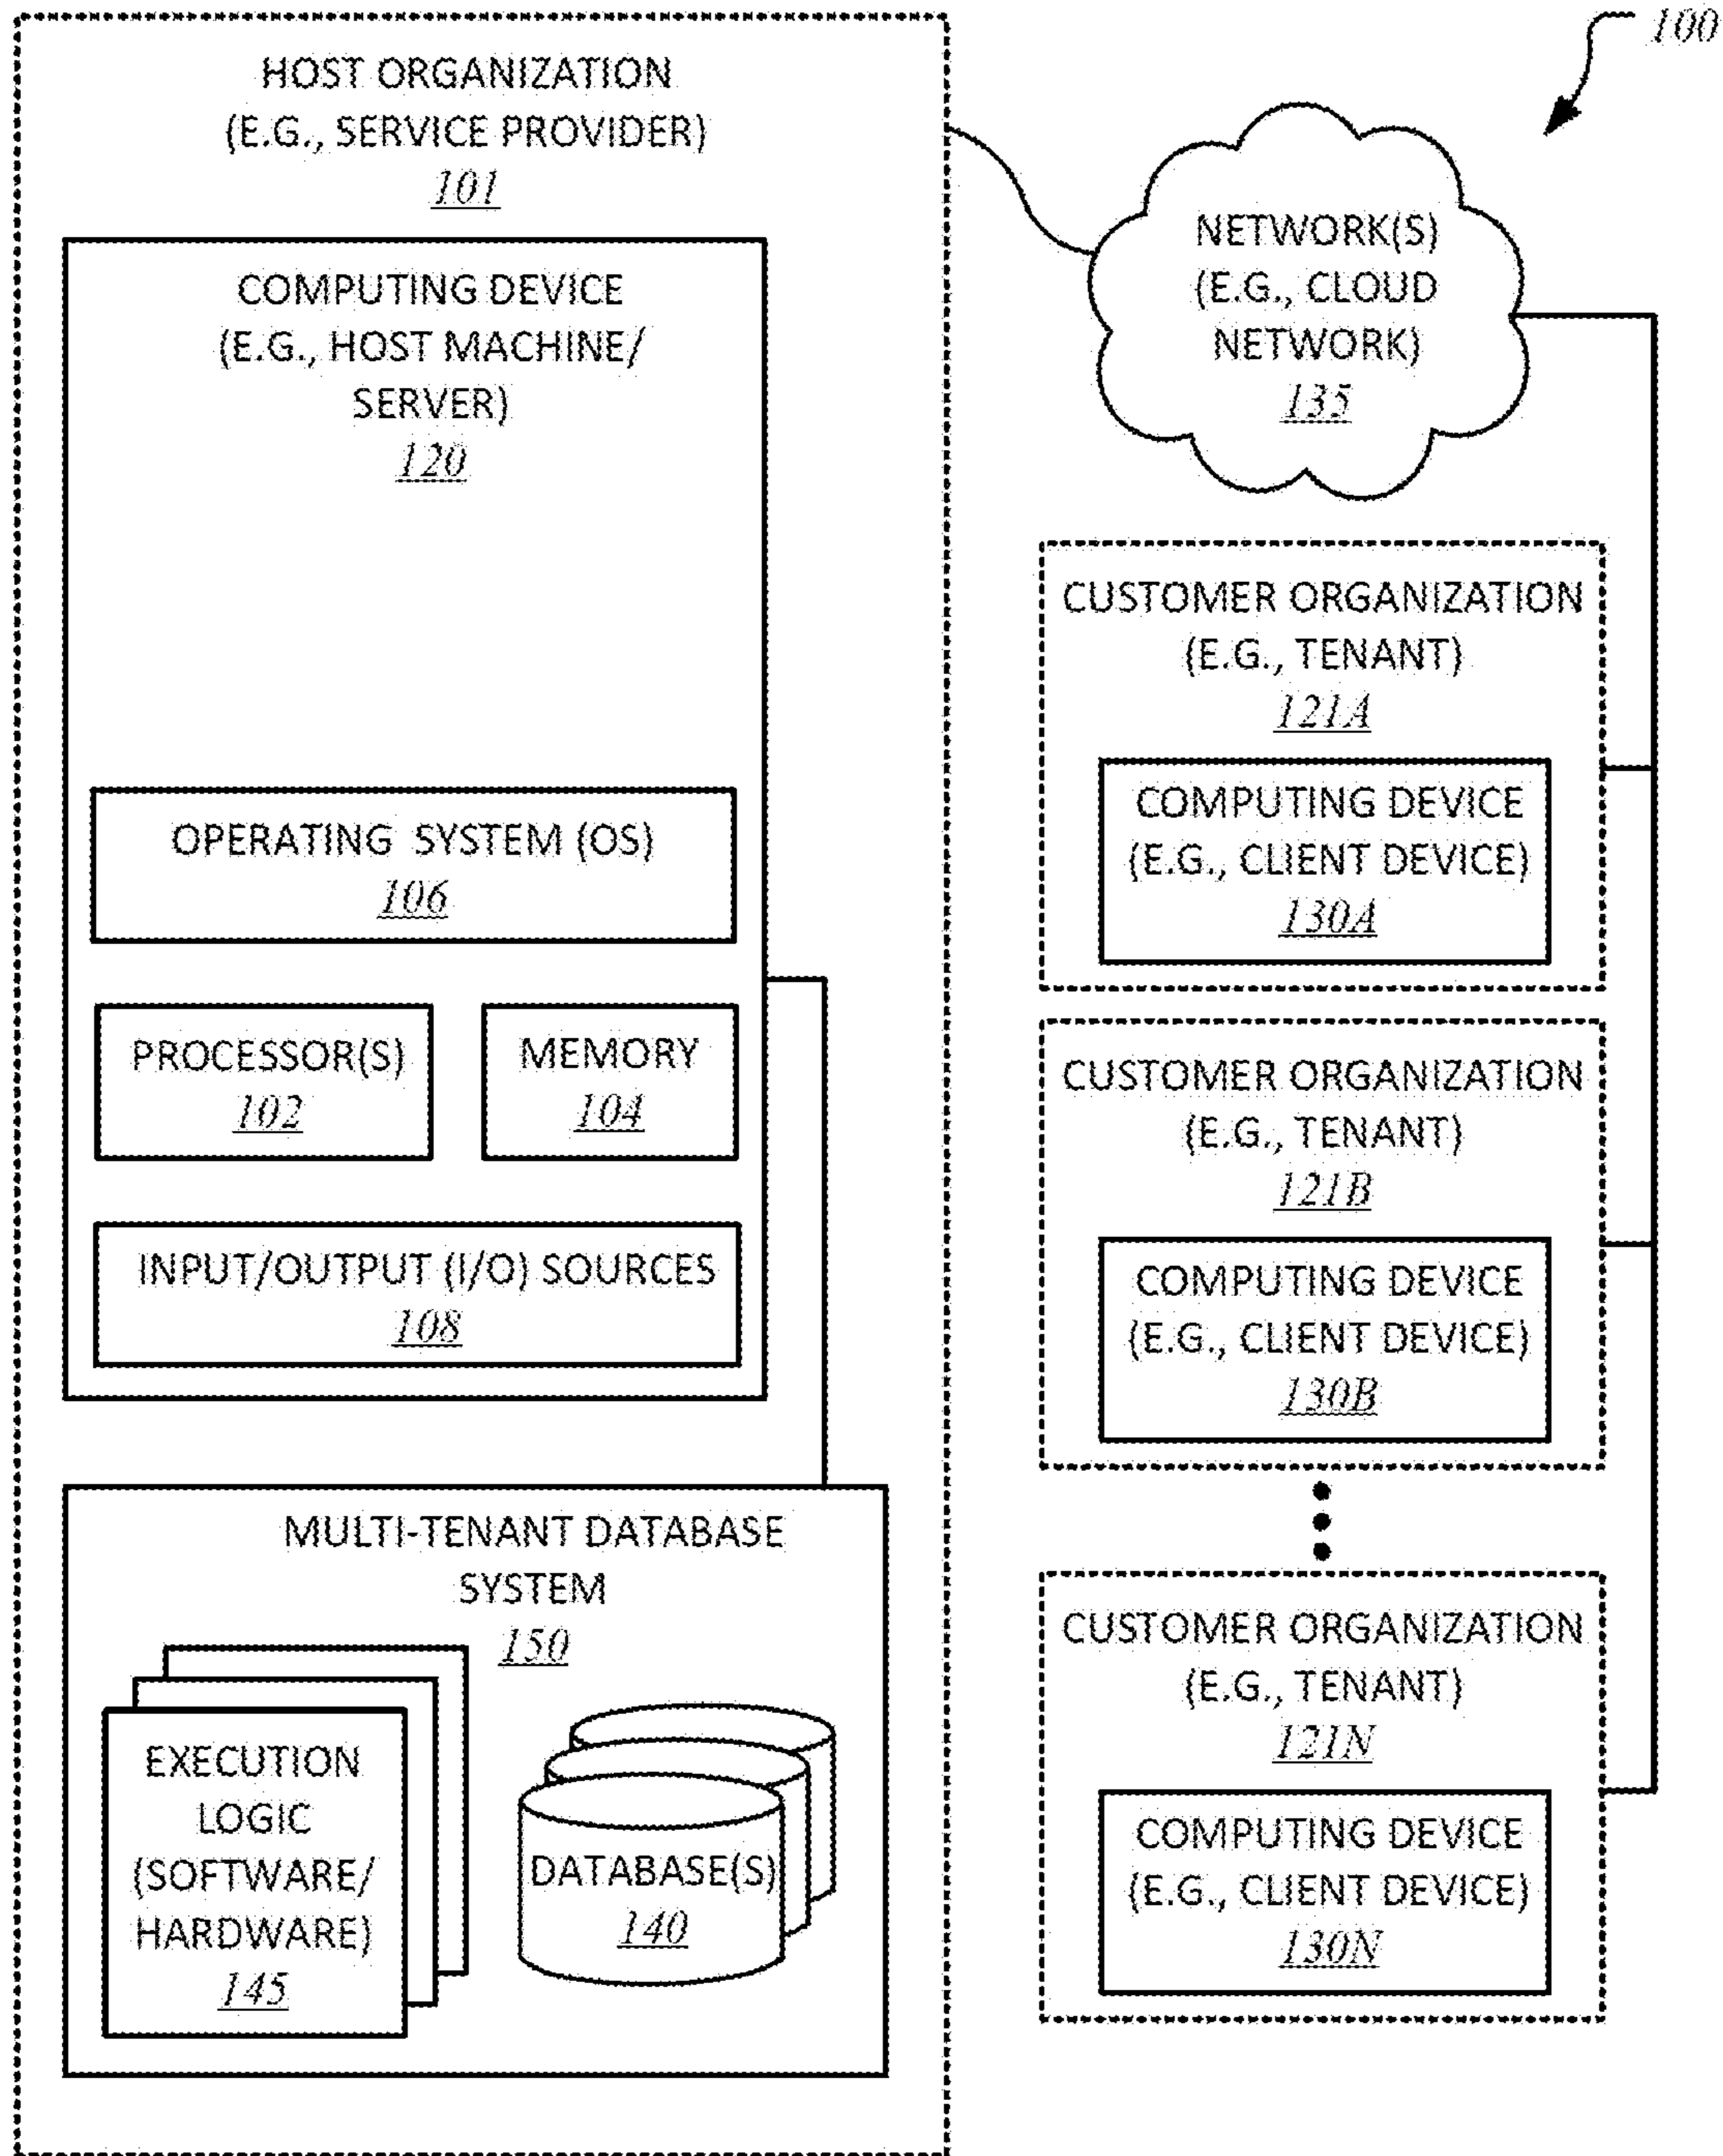 100
HOST ORGANIZATION
(E.G., SERVICE PROVIDER)
101
COMPUTING DEVICE
(E.G., HOST MACHINE/
SERVER)
120
OPERATING SYSTEM (OS)
106
PROCESSOR(S)
102
MEMORY
104
INPUT/OUTPUT (I/O) SOURCES
108
MULTI-TENANT DATABASE
SYSTEM
150
EXECUTION
LOGIC
(SOFTWARE/
HARDWARE)
145
DATABASE(S)
140
NETWORK(S)
(E.G., CLOUD
NETWORK)
135
CUSTOMER ORGANIZATION
(E.G., TENANT)
121A
COMPUTING DEVICE
(E.G., CLIENT DEVICE)
130A
CUSTOMER ORGANIZATION
(E.G., TENANT)
121B
COMPUTING DEVICE
(E.G., CLIENT DEVICE)
130B
CUSTOMER ORGANIZATION
(E.G., TENANT)
121N
COMPUTING DEVICE
(E.G., CLIENT DEVICE)
130N